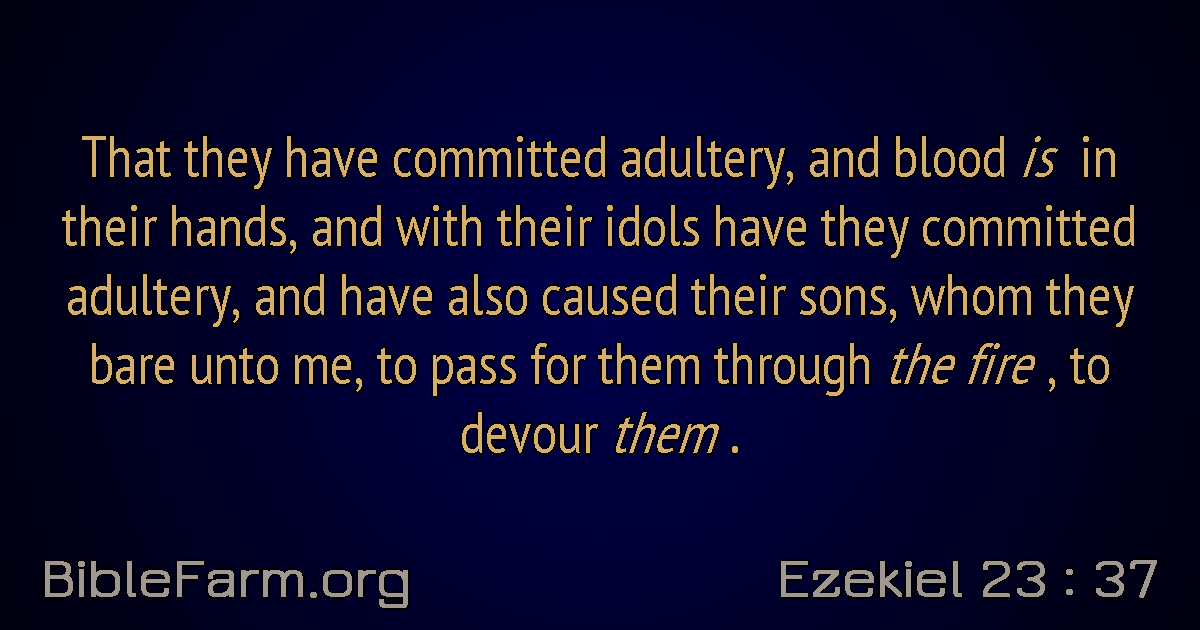 That they have committed adultery, and blood is in
their hands, and with their idols have they committed
adultery, and have also caused their sons, whom they
bare unto me, to pass for them through the fire , to
devour them .
BibleFarm.org
Ezekiel 23 : 37